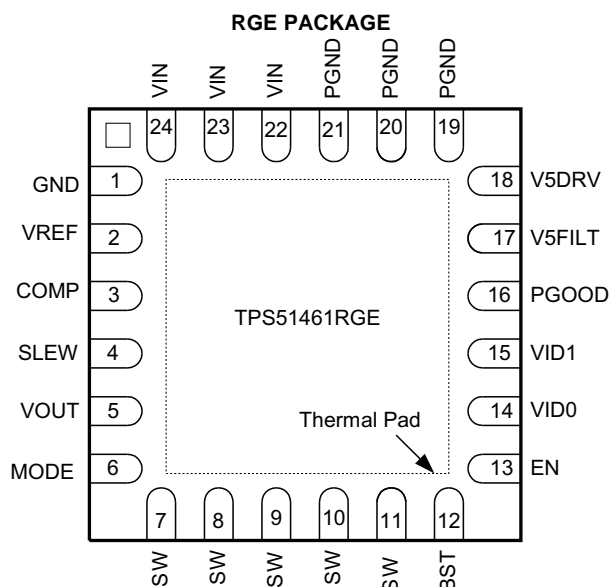 RGE PACKAGE
VIN
VIN
VIN
PGND
PGND
PGND
24
23
22
21
20
19
GND 1
18 V5DRV
VREF 2
17 V5FILT
COMP 3
16 PGOOD
TPS51461RGE
SLEW 4
15 VID1
VOUT 5
14 VID0
Thermal Pad
MODE 6
13 EN
7
8
9
10
11
12
SW
SW
SW
SW
SW
BST